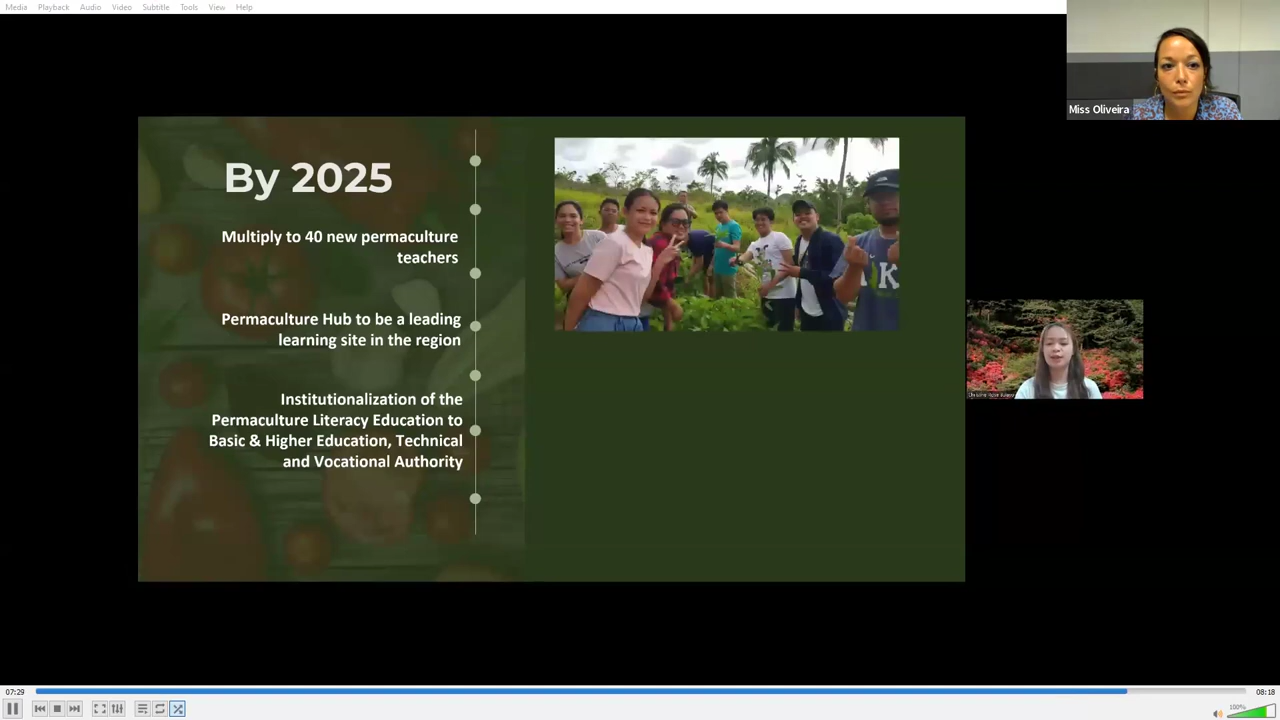 Media Playback Audio Video Subtitle Tools View Help
Miss Oliveira
By 2025
Multiply to 40 new permaculture
teachers
Permaculture Hub to be a leading
learning site in the region
Institutionalization of the
Permaculture Literacy Education to
Basic & Higher Education, Technical
and Vocational Authority
K
07:29
08:18
100%